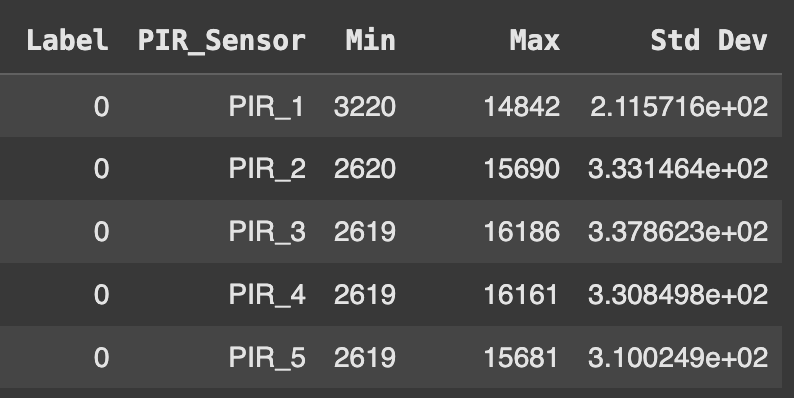 Label PIR_Sensor Min Max Std Dev
0 PIR_1 3220 14842 2.115716e+02
0 PIR_2 2620 15690 3.331464e+02
0 PIR_3 2619 16186 3.378623e+02
0 PIR_4 2619 16161 3.308498e+02
0 PIR_5 2619 15681 3.100249e+02